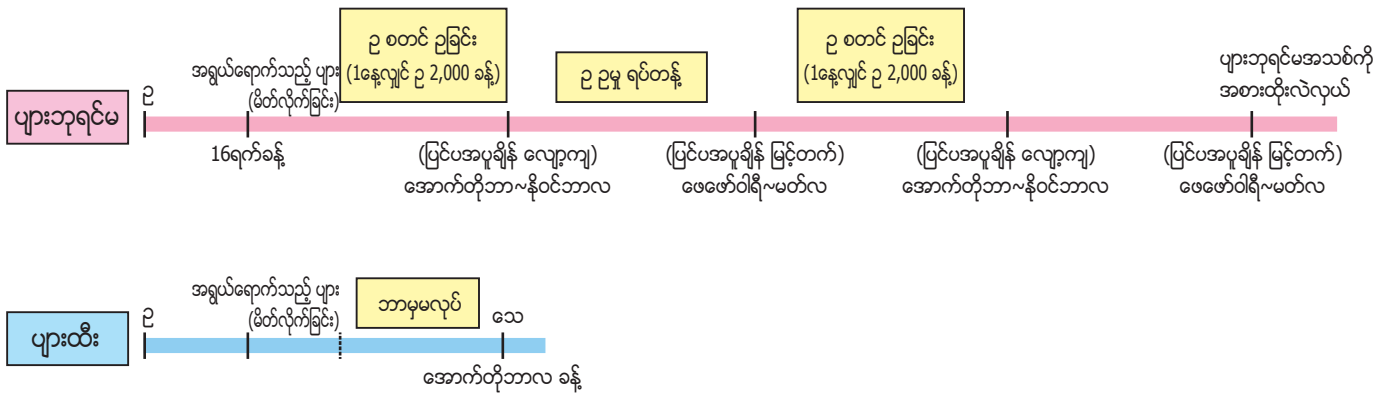 ပျားဘုရင်မ
ဥ
အရွယ်ရောက်သည့် ပျား
(မိတ်လိုက်ခြင်း)
ဥ စတင် ဥခြင်း
(1နေ့လျှင် ဥ 2,000 ခန့်)
ဥ ဥမှု ရပ်တန့်
ဥ စတင် ဥခြင်း
(1နေ့လျှင် ဥ 2,000 ခန့်)
ပျားဘုရင်မအသစ်ကို
အစားထိုးလဲလှယ်
16ရက်ခန့်
(ပြင်ပအပူချိန် လျော့ကျ)
အောက်တိုဘာ~နိုဝင်ဘာလ
(ပြင်ပအပူချိန် မြင့်တက်)
ဖေဖော်ဝါရီ~မတ်လ
(ပြင်ပအပူချိန် လျော့ကျ)
အောက်တိုဘာ~နိုဝင်ဘာလ
(ပြင်ပအပူချိန် မြင့်တက်)
ဖေဖော်ဝါရီ~မတ်လ
ပျားထီး
ဥ
အရွယ်ရောက်သည့် ပျား
(မိတ်လိုက်ခြင်း)
ဘာမှမလုပ်
သေ
အောက်တိုဘာလ ခန့်